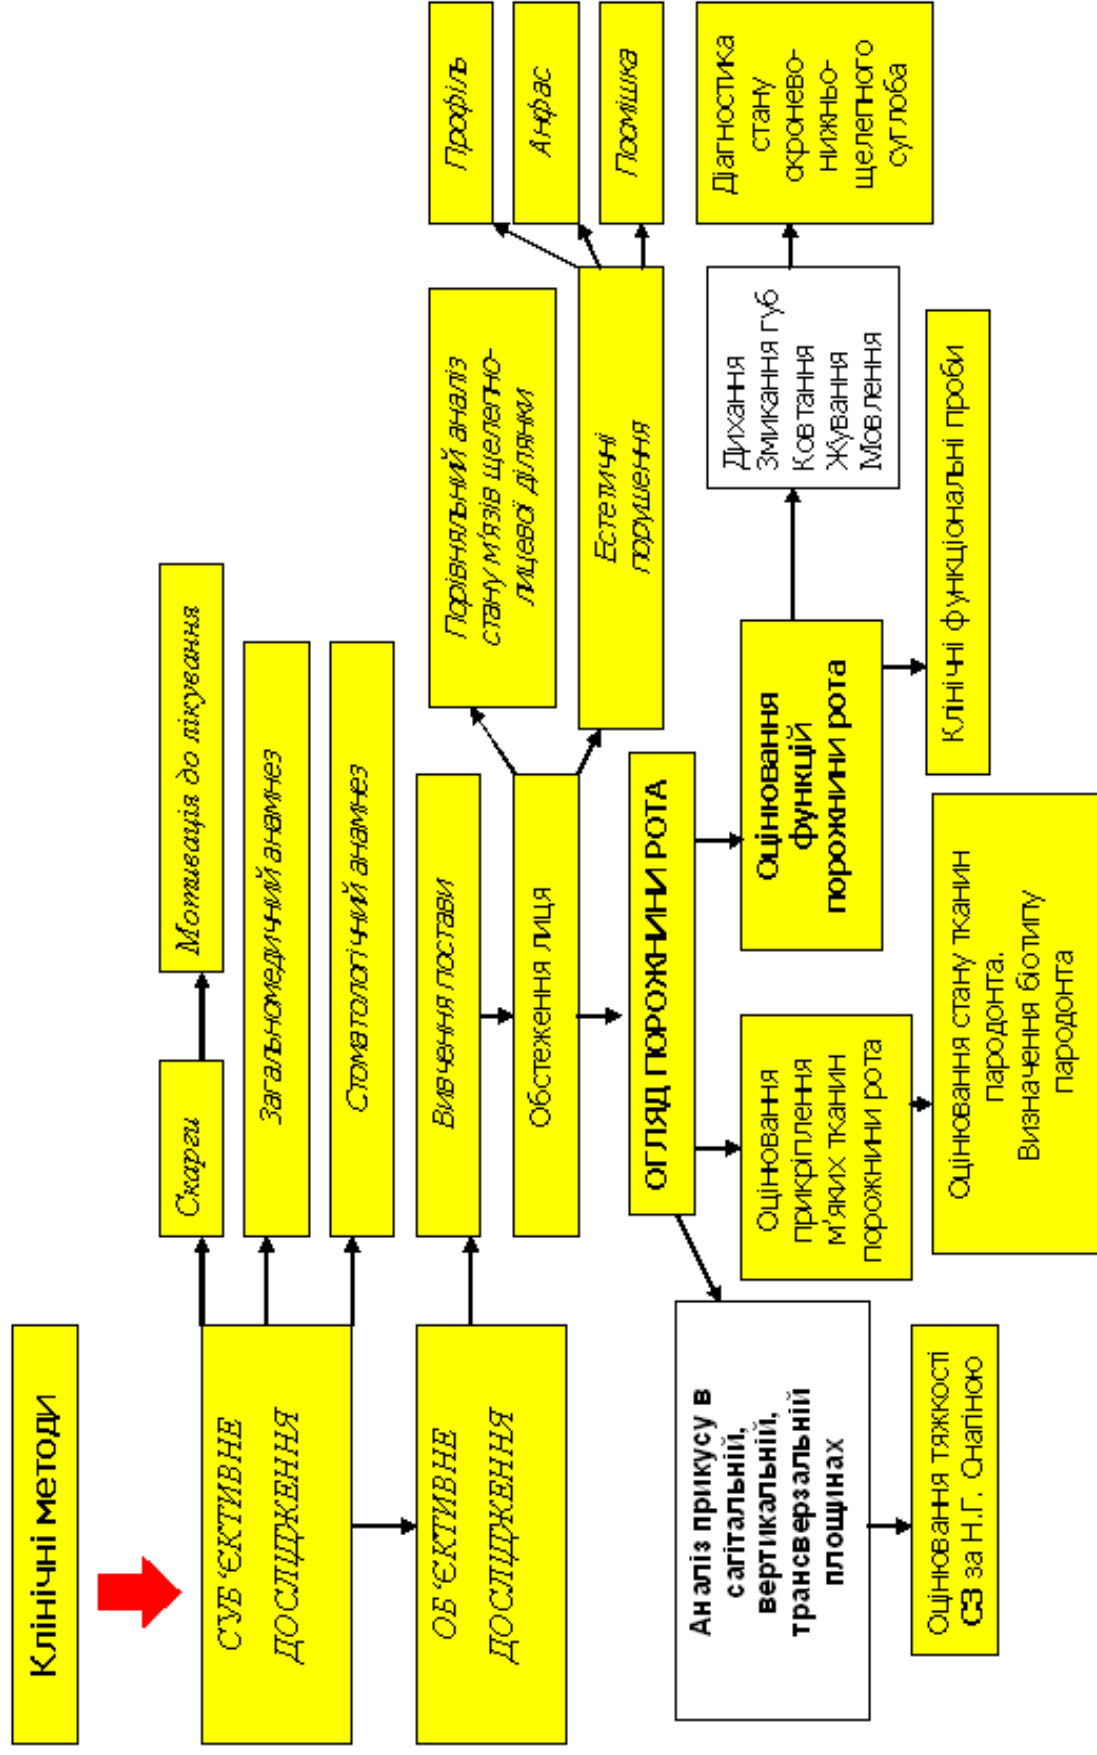 Клінічні методи
СУБ'ЄКТИВНЕ
ДОСЛІДЖЕННЯ
Скарги
Мотивація до лікування
Загальномедичний анамнез
Стоматологічний анамнез
ОБ'ЄКТИВНЕ
ДОСЛІДЖЕННЯ
Вивчення постави
Обстеження лиця
Порівняльний аналіз
стану м'язів щелепно-
лицевої ділянки
Естетичні
порушення
Профіль
Анфас
Посмішка
ОГЛЯД ПОРОЖНИНИ РОТА
Аналіз прикусу в
сагітальній,
вертикальній,
трансверзальній
площинах
Оцінювання тяжкості
СЗ за Н.Г. Снагіною
Оцінювання
прикріплення
м'яких тканин
порожнини рота
Оцінювання стану тканин
пародонта.
Визначення біотипу
пародонта
Оцінювання
функцій
порожнини рота
Клінічні функціональні проби
Дихання
Змикання губ
Ковтання
Жування
Мовлення
Діагностика
стану
скронево-
нижньо-
щелепного
суглоба